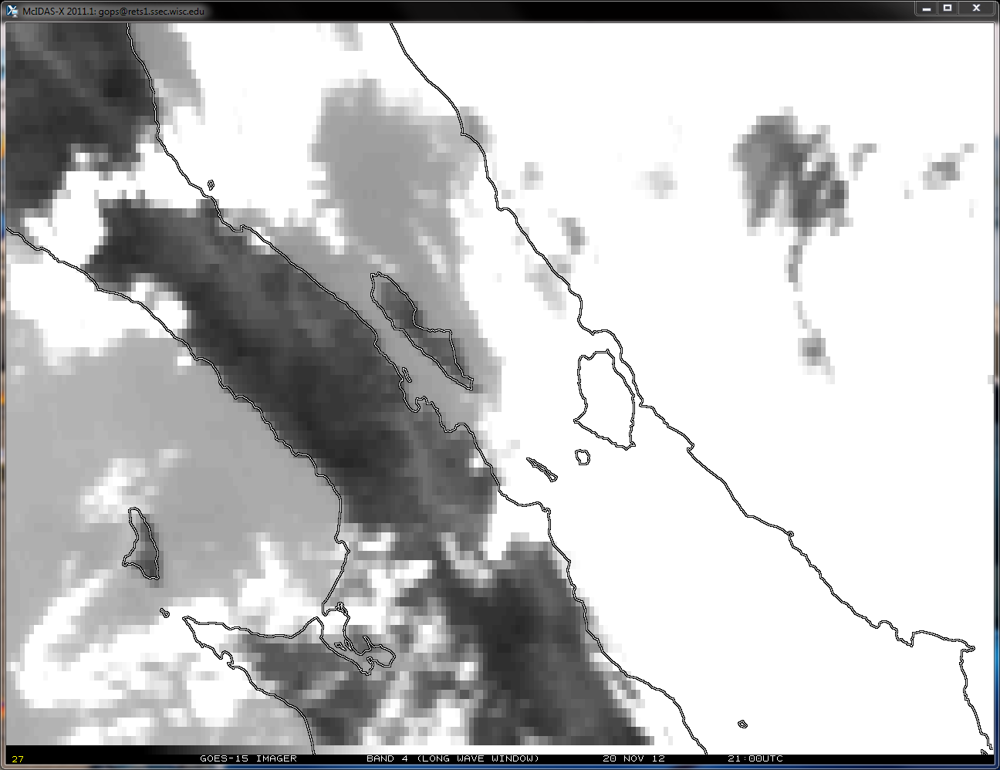 McIDAS-X 2011.1: gops@rets1.ssec.wisc.edu
27 GOES-15 IMAGER BAND 4 (LONG WAVE WINDOW) 20 NOV 12 21:00UTC